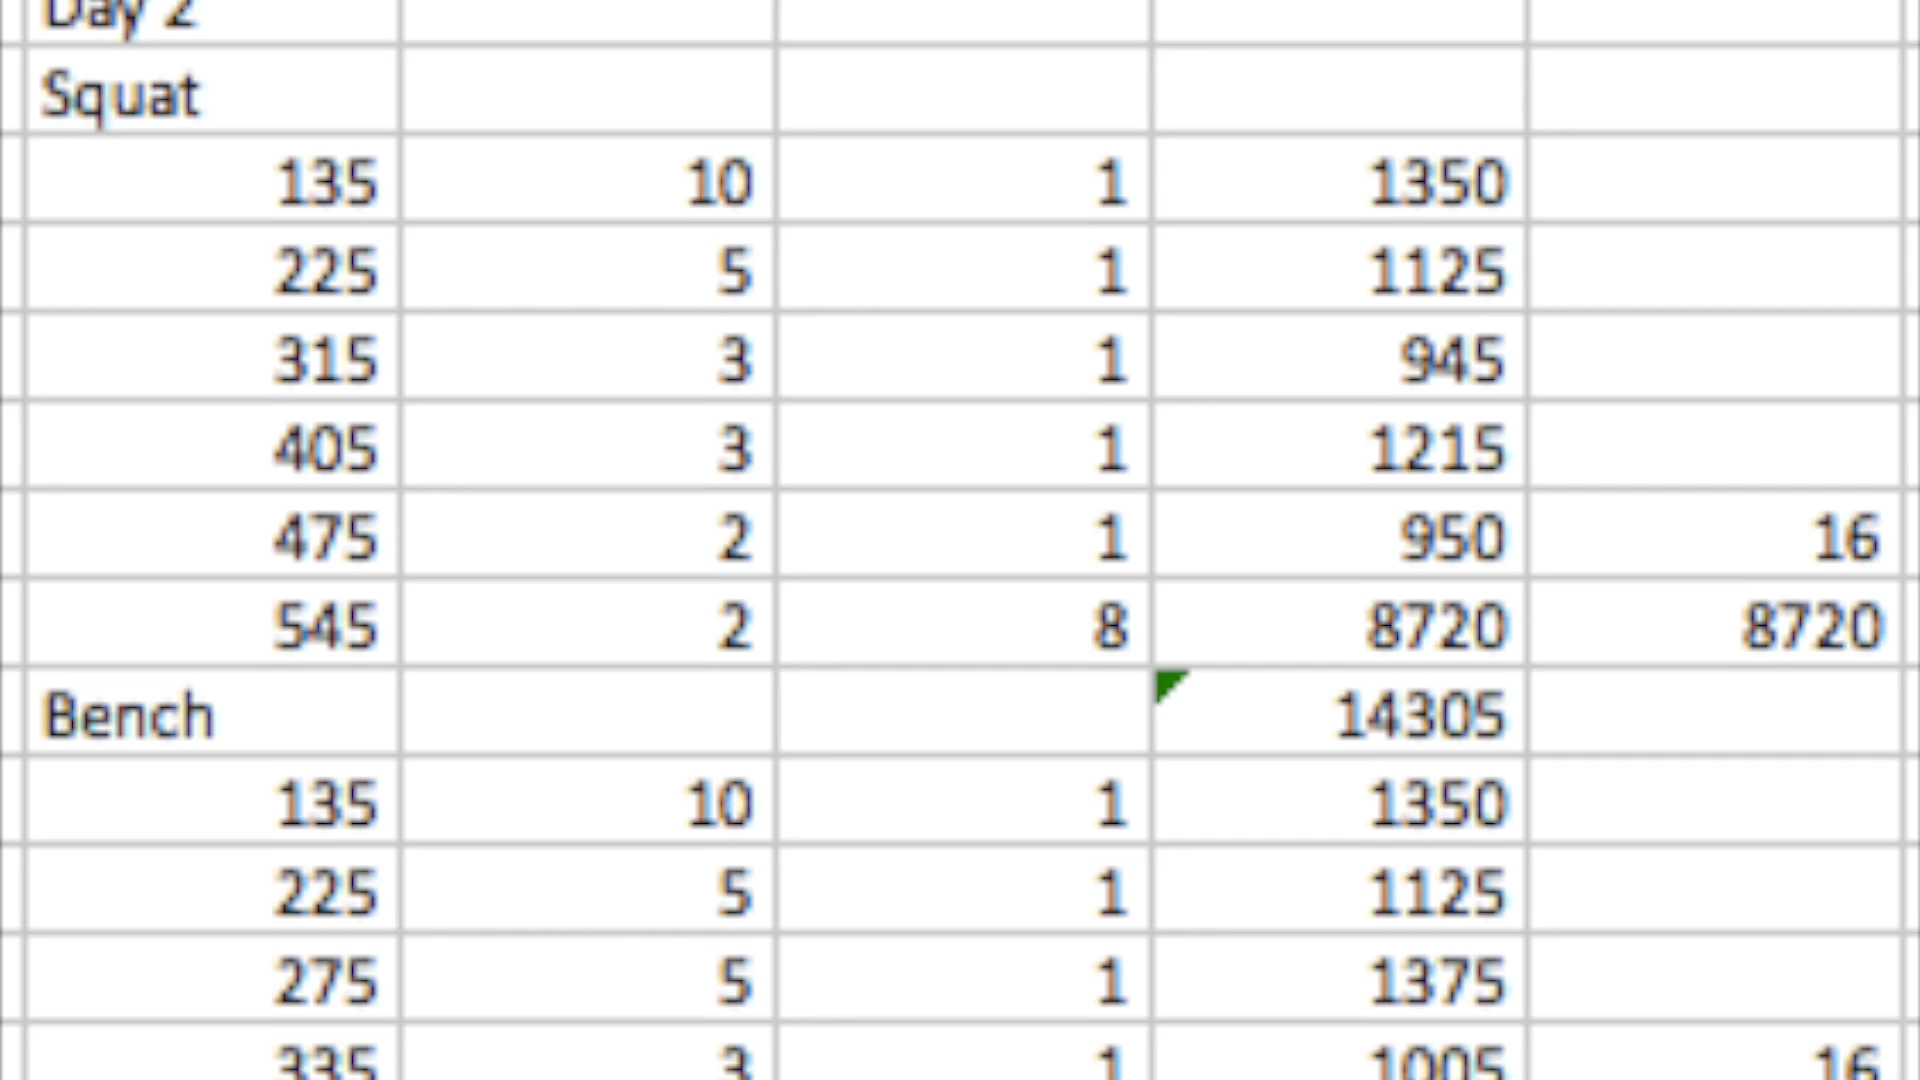 Day 2
Squat
135 10 1 1350
225 5 1 1125
315 3 1 945
405 3 1 1215
475 2 1 950 16
545 2 8 8720 8720
Bench 14305
135 10 1 1350
225 5 1 1125
275 5 1 1375
335 3 1 1005 16